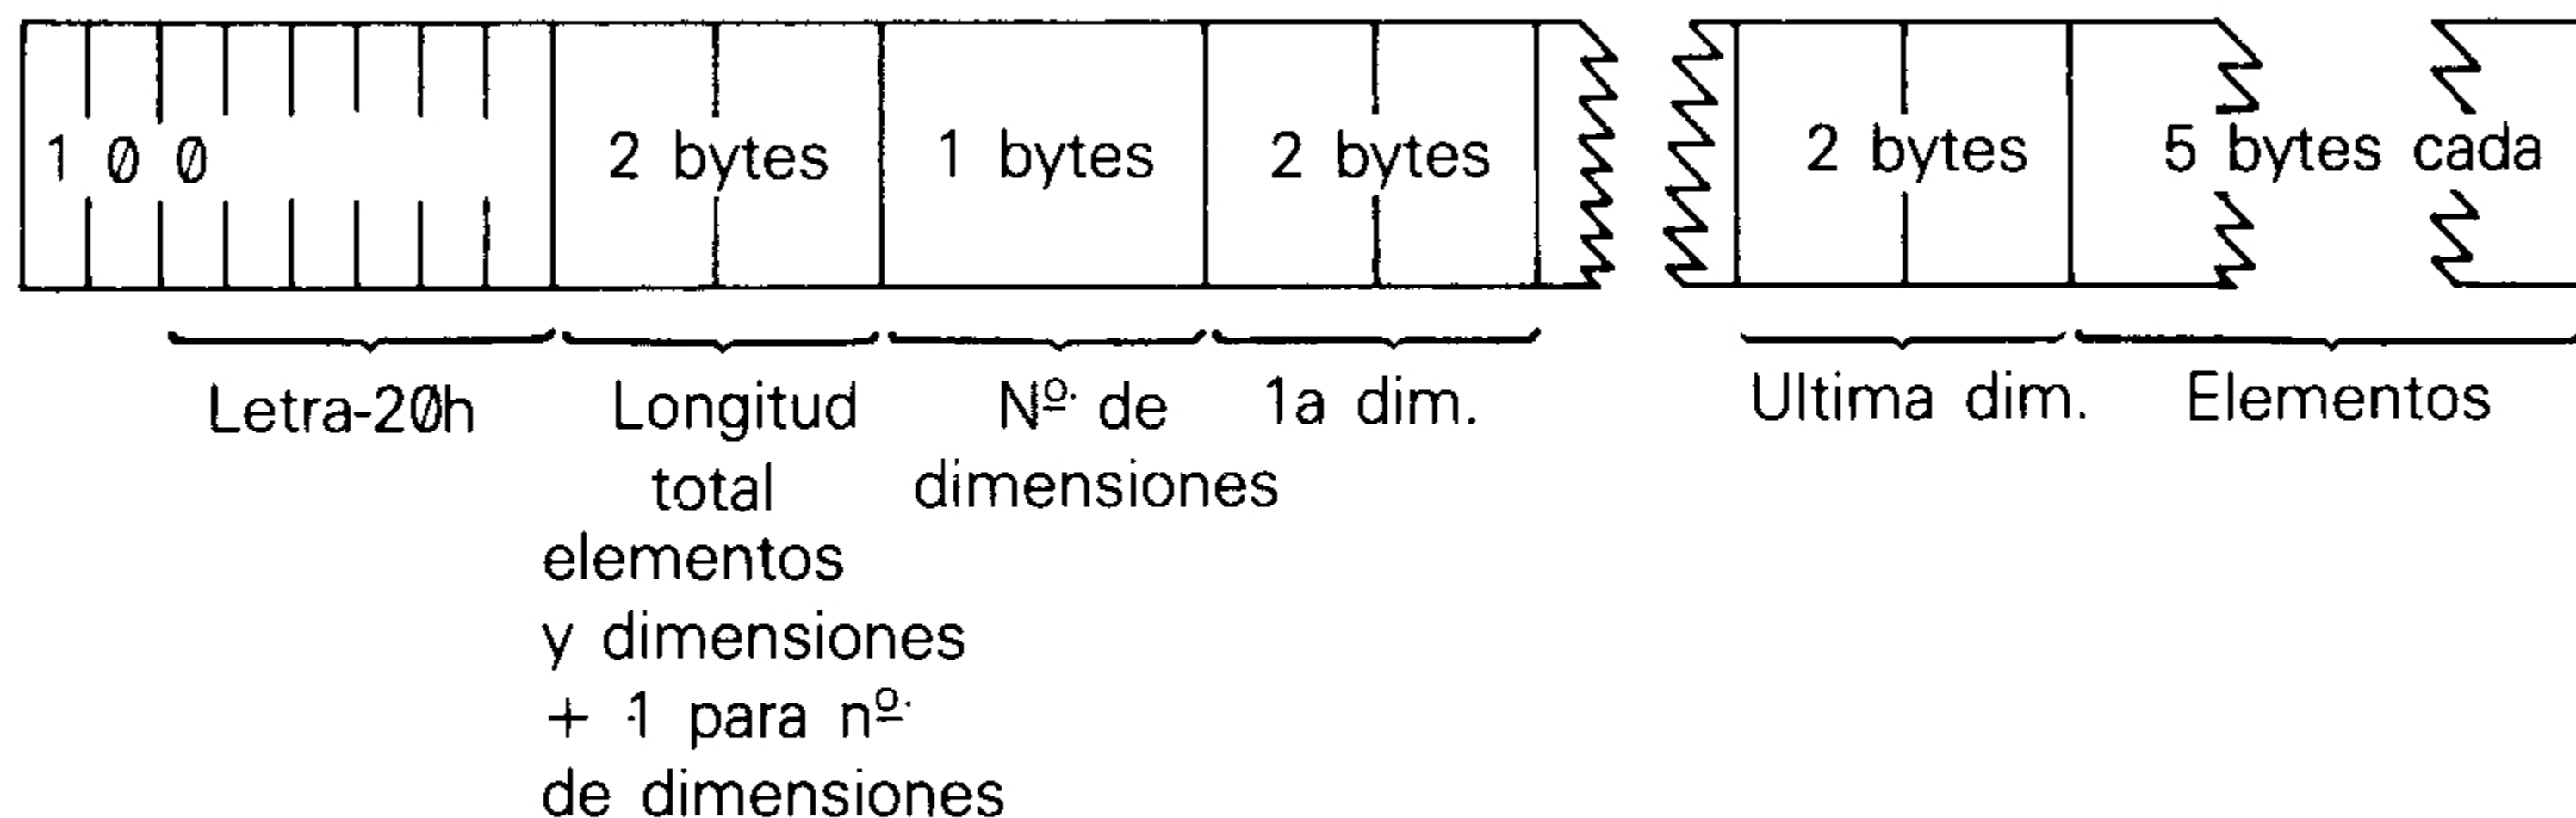 1 0 0
2 bytes
1 bytes
2 bytes
2 bytes
5 bytes cada
Letra-20h
Longitud
total
elementos
y dimensiones
+ 1 para nº.
de dimensiones
Nº. de
dimensiones
1a dim.
Ultima dim.
Elementos